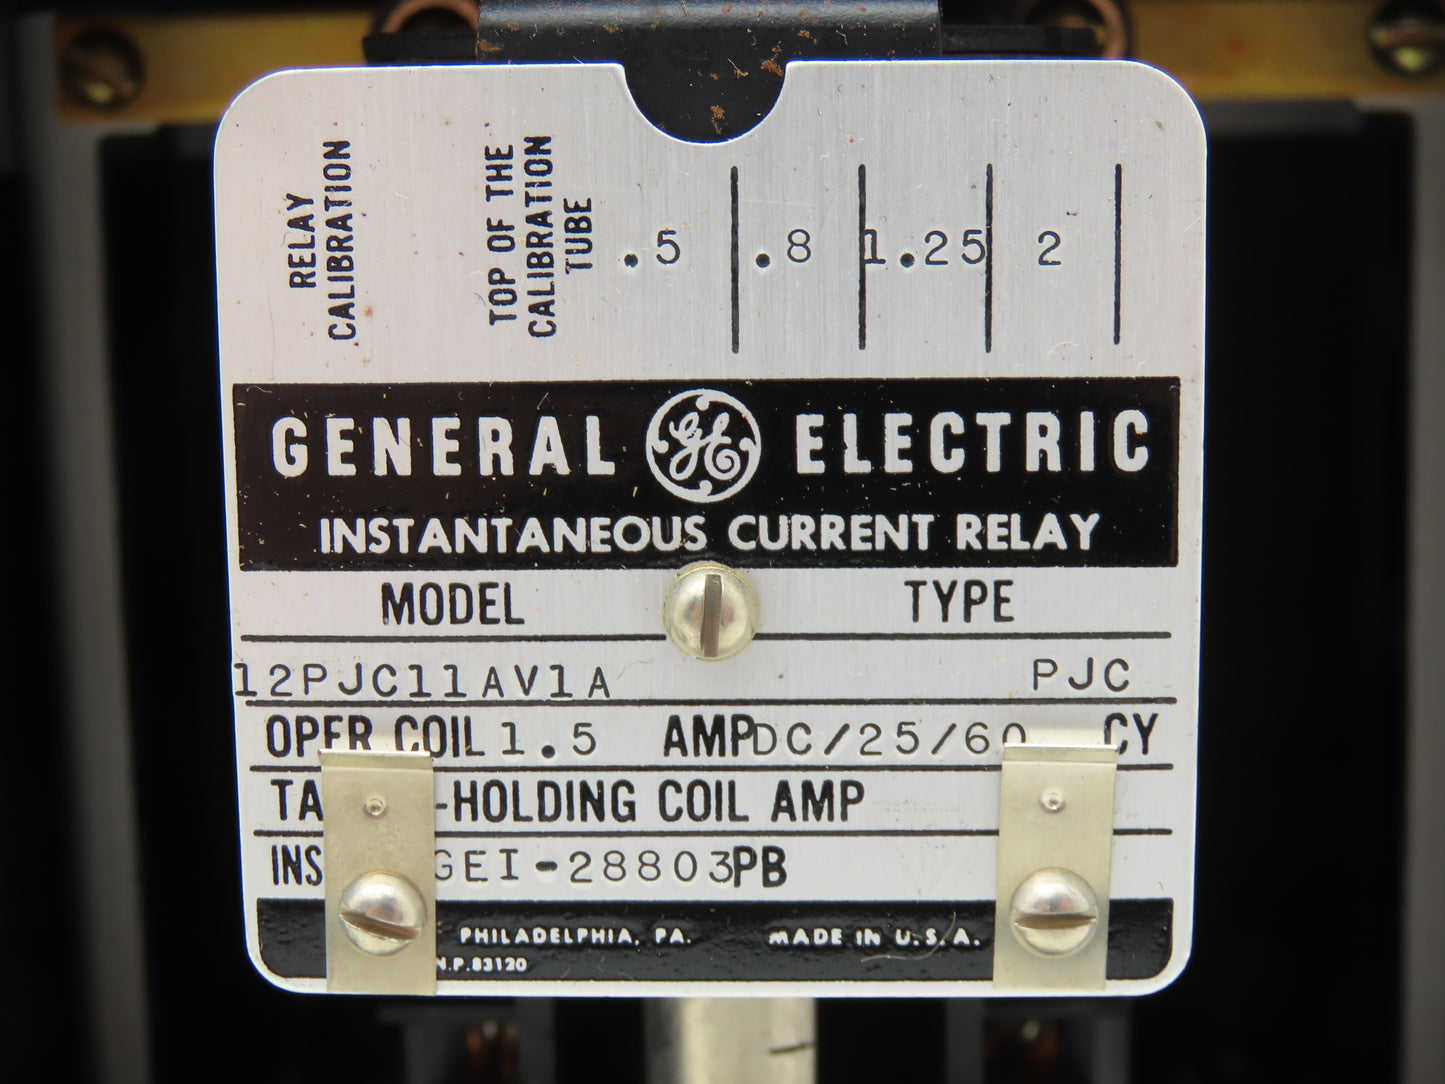 RELAY
CALIBRATION
TOP OF THE
CALIBRATION
TUBE
.5 .8 1.25 2
GENERAL GE ELECTRIC
INSTANTANEOUS CURRENT RELAY
MODEL TYPE
12PJC11AV1A PJC
OPER COIL 1.5 AMP DC/25/60 CY
-HOLDING COIL AMP
GEI-28803PB
PHILADELPHIA, PA. MADE IN U.S.A.
N.P.83120